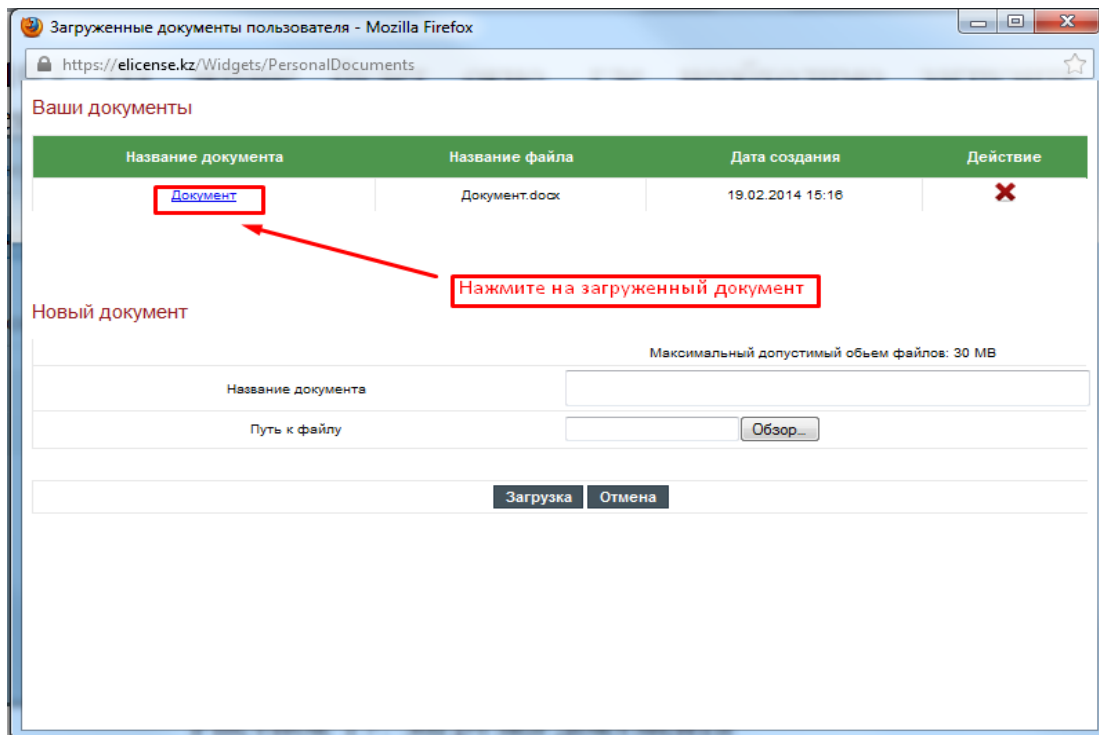 Загруженные документы пользователя - Mozilla Firefox
https://elicense.kz/Widgets/PersonalDocuments
Ваши документы
Название документа Название файла Дата создания Действие
Документ Документ.docx 19.02.2014 15:16
Нажмите на загруженный документ
Новый документ
Максимальный допустимый обьем файлов: 30 MB
Название документа
Путь к файлу Обзор...
Загрузка Отмена